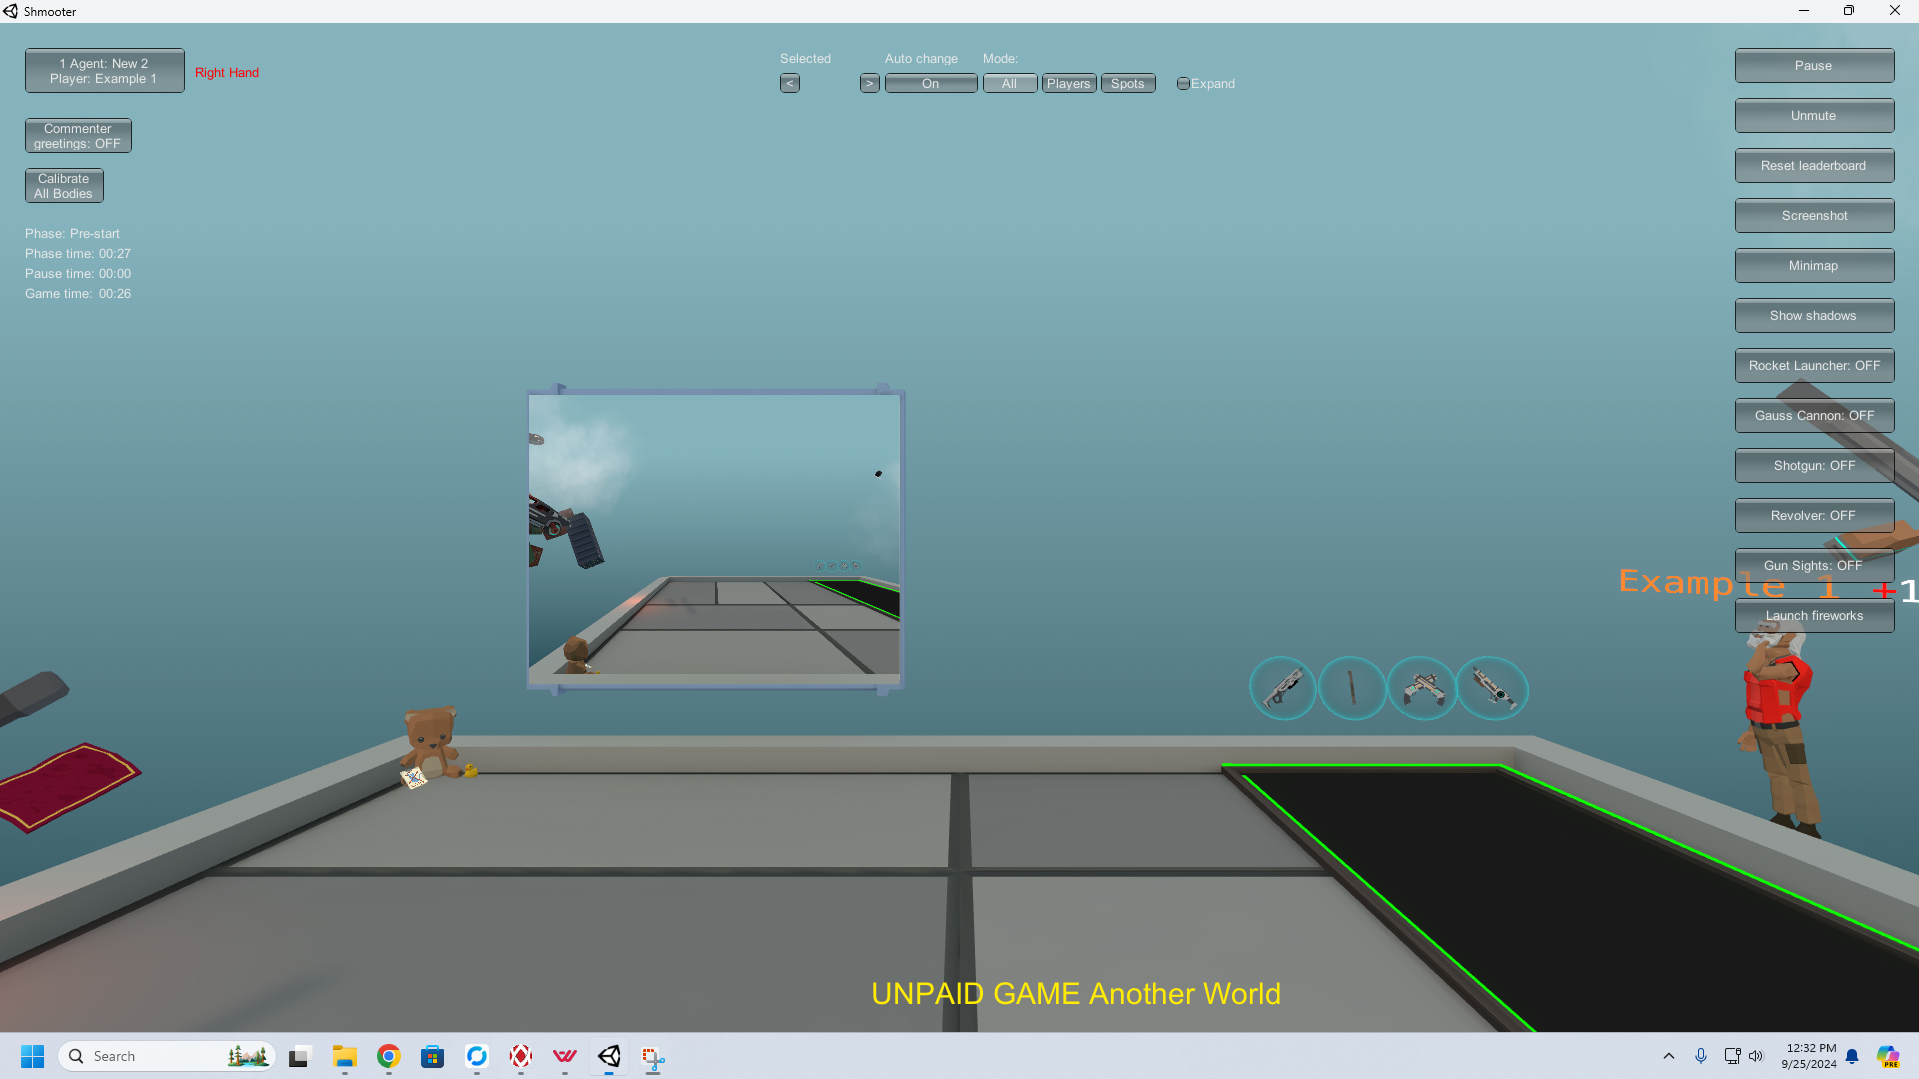 Shmooter
1 Agent: New 2
Player: Example 1
Right Hand
Commenter
greetings: OFF
Calibrate
All Bodies
Phase: Pre-start
Phase time: 00:27
Pause time: 00:00
Game time: 00:26
Selected
Auto change
Mode:
<
>
On
All
Players
Spots
Expand
Pause
Unmute
Reset leaderboard
Screenshot
Minimap
Show shadows
Rocket Launcher: OFF
Gauss Cannon: OFF
Shotgun: OFF
Revolver: OFF
Gun Sights: OFF
Example 1 +1
Launch fireworks
UNPAID GAME Another World
Search
12:32 PM
9/25/2024
PRE